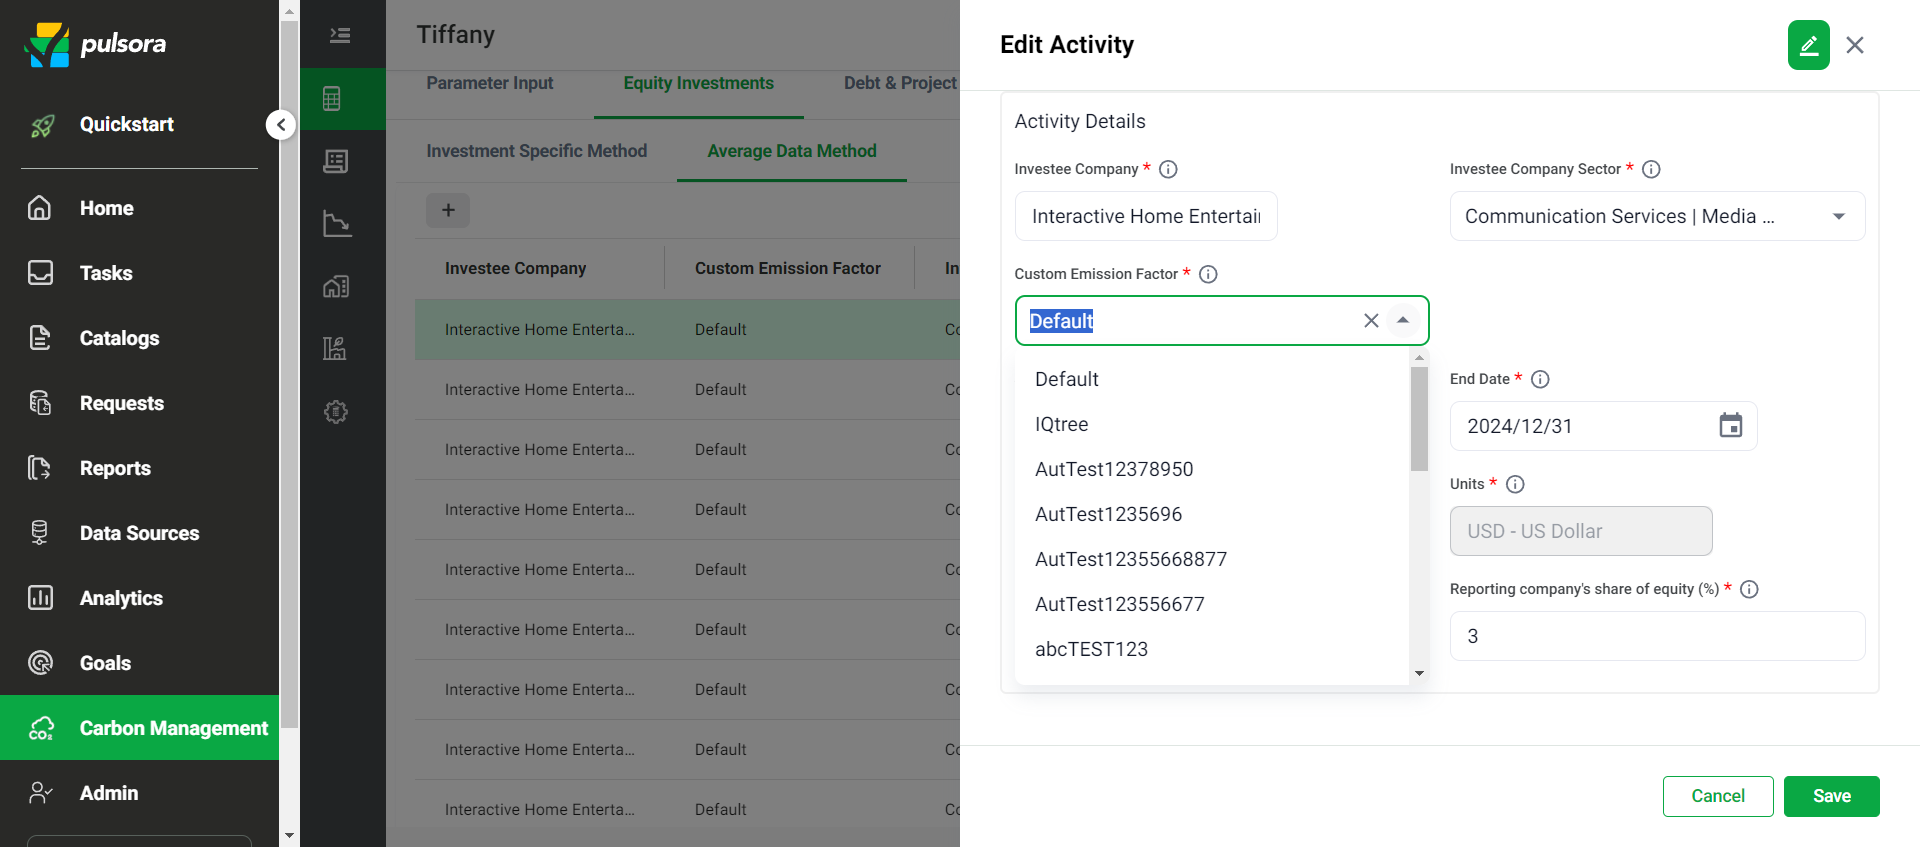 pulsora
Quickstart
Home
Tasks
Catalogs
Requests
Reports
Data Sources
Analytics
Goals
CO₂
Carbon Management
Admin
Tiffany
Parameter Input
Equity Investments
Debt & Project
Investment Specific Method
Average Data Method
+
Investee Company
Custom Emission Factor
In
Interactive Home Enterta...
Default
Co
Interactive Home Enterta...
Default
Co
Interactive Home Enterta...
Default
Co
Interactive Home Enterta...
Default
Co
Interactive Home Enterta...
Default
Co
Interactive Home Enterta...
Default
Co
Interactive Home Enterta...
Default
Co
Interactive Home Enterta...
Default
Co
Interactive Home Enterta...
Default
Co
Edit Activity
Activity Details
Investee Company *
Interactive Home Entertai
Investee Company Sector *
Communication Services | Media ...
Custom Emission Factor *
Default
Default
IQtree
AutTest12378950
AutTest1235696
AutTest12355668877
AutTest123556677
abcTEST123
End Date *
2024/12/31
Units *
USD - US Dollar
Reporting company's share of equity (%) *
3
Cancel
Save